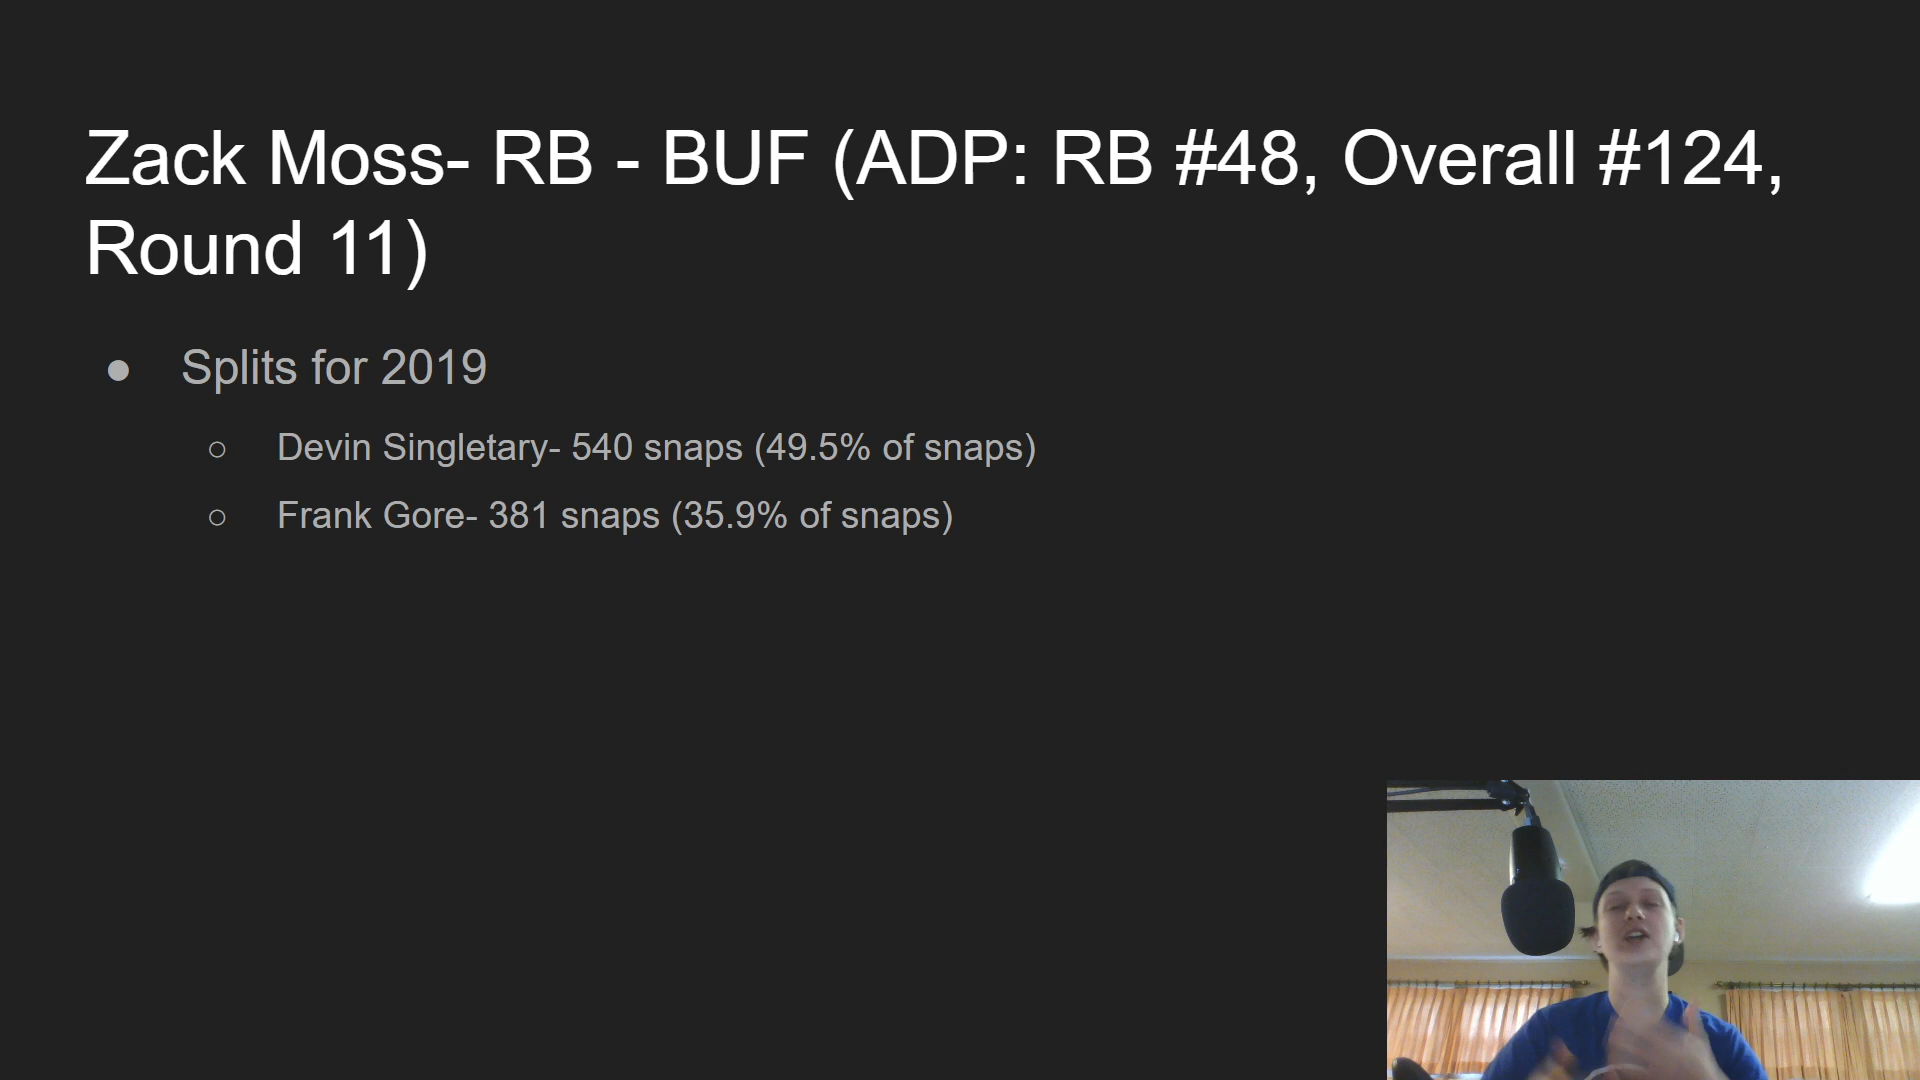 Zack Moss- RB - BUF (ADP: RB #48, Overall #124,
Round 11)
● Splits for 2019
○ Devin Singletary- 540 snaps (49.5% of snaps)
○ Frank Gore- 381 snaps (35.9% of snaps)